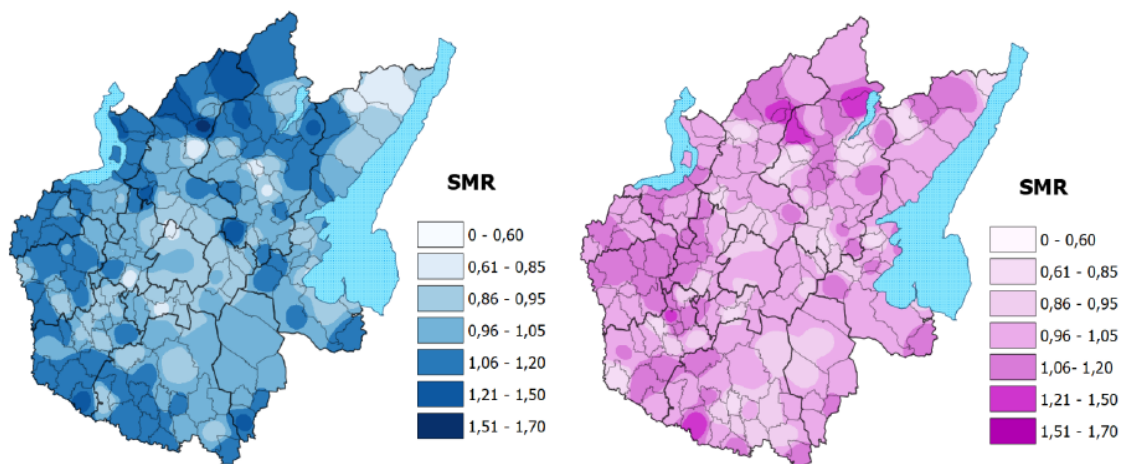 SMR
0 - 0,60
0,61 - 0,85
0,86 - 0,95
0,96 - 1,05
1,06 - 1,20
1,21 - 1,50
1,51 - 1,70
SMR
0 - 0,60
0,61 - 0,85
0,86 - 0,95
0,96 - 1,05
1,06- 1,20
1,21 - 1,50
1,51 - 1,70